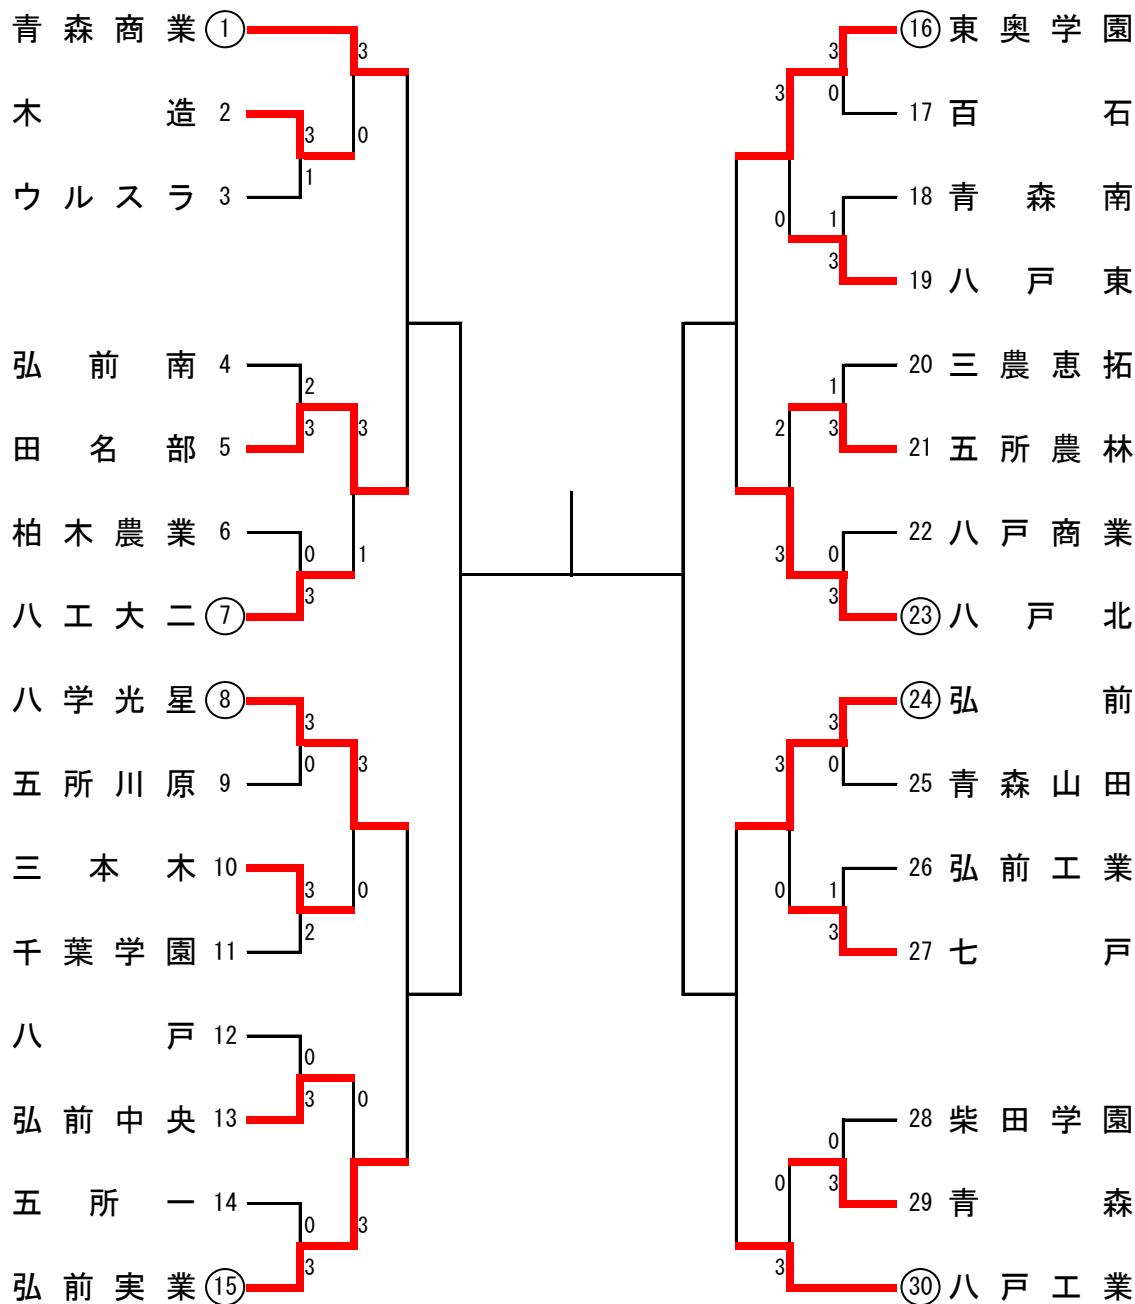 青森商業 ①
3
木造 2
3
0
1
ウルスラ 3
弘前南 4
2
3
3
田名部 5
柏木農業 6
0
1
3
八工大二 ⑦
八学光星 ⑧
3
0
3
五所川原 9
三本木 10
3
0
2
千葉学園 11
八戸 12
0
3
0
弘前中央 13
五所一 14
0
3
3
弘前実業 ⑮
⑯ 東奥学園
3
3
0
17 百石
18 青森南
0
1
3
19 八戸東
20 三農恵拓
1
2
3
21 五所農林
22 八戸商業
3
0
3
㉓ 八戸北
㉔ 弘前
3
3
0
25 青森山田
26 弘前工業
0
1
3
27 七戸
28 柴田学園
0
0
3
29 青森
3
㉚ 八戸工業